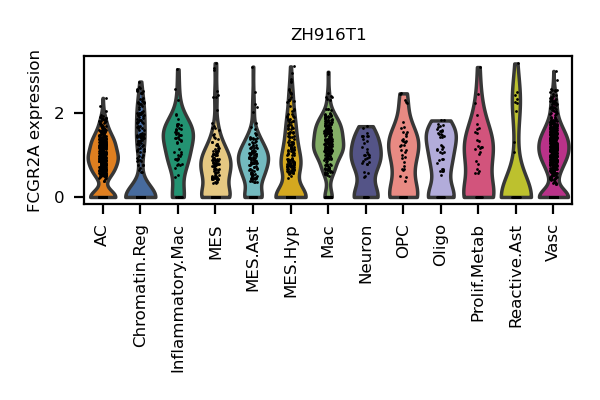 ZH916T1
FCGR2A expression
2
0
AC
Chromatin.Reg
Inflammatory.Mac
MES
MES.Ast
MES.Hyp
Mac
Neuron
OPC
Oligo
Prolif.Metab
Reactive.Ast
Vasc